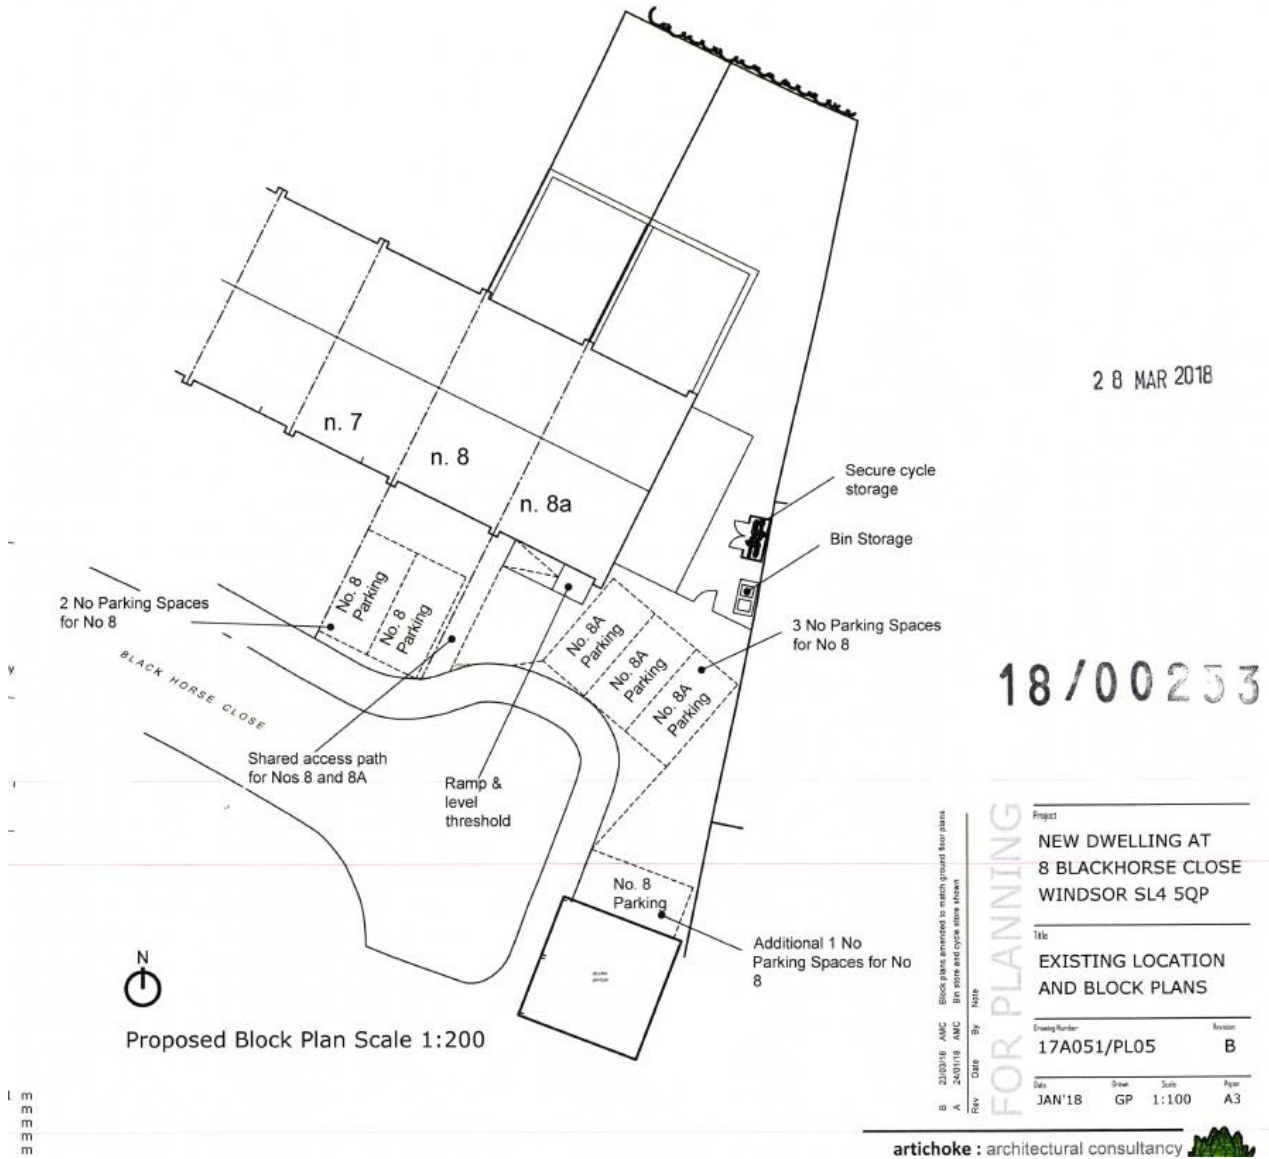 28 MAR 2018
n. 7
n. 8
n. 8a
Secure cycle
storage
Bin Storage
2 No Parking Spaces
for No 8
No. 8
Parking
No. 8
Parking
No. 8A
Parking
No. 8A
Parking
No. 8A
Parking
3 No Parking Spaces
for No 8
BLACK HORSE CLOSE
18/00253
Shared access path
for Nos 8 and 8A
Ramp &
level
threshold
No. 8
Parking
Additional 1 No
Parking Spaces for No
8
double
garage
N
Proposed Block Plan Scale 1:200
B 23/03/18 AMC Block plans amended to match ground floor plans
A 24/01/18 AMC Bin store and cycle store shown
Rev Date By Note
FOR PLANNING
Project
NEW DWELLING AT
8 BLACKHORSE CLOSE
WINDSOR SL4 5QP
Title
EXISTING LOCATION
AND BLOCK PLANS
Drawing Number Revision
17A051/PL05 B
Date Drawn Scale Paper
JAN'18 GP 1:100 A3
artichoke : architectural consultancy
m
m
m
m
m